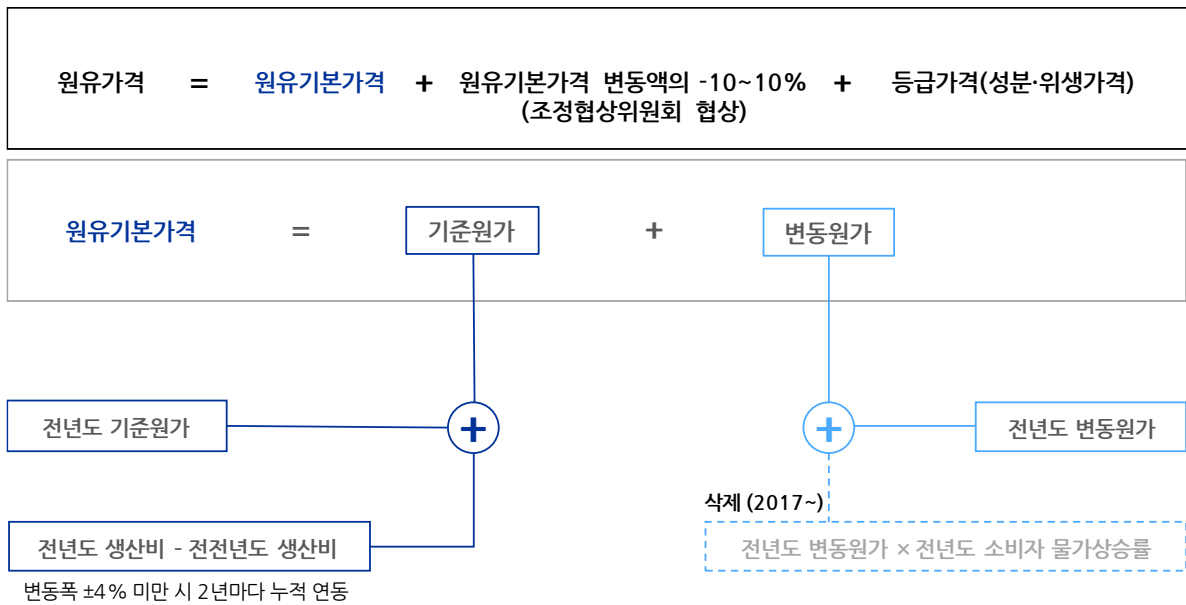 원유가격 = 원유기본가격 + 원유기본가격 변동액의 -10~10% + 등급가격(성분·위생가격)
(조정협상위원회 협상)
원유기본가격 = 기준원가 + 변동원가
전년도 기준원가 + + 전년도 변동원가
삭제 (2017~)
전년도 생산비 - 전전년도 생산비 전년도 변동원가 × 전년도 소비자 물가상승률
변동폭 ±4% 미만 시 2년마다 누적 연동